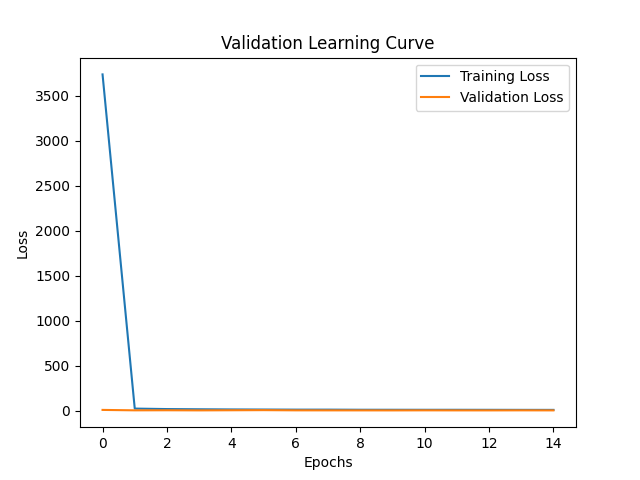 Validation Learning Curve
Training Loss
Validation Loss
3500
3000
2500
2000
1500
1000
500
0
Loss
0 2 4 6 8 10 12 14
Epochs